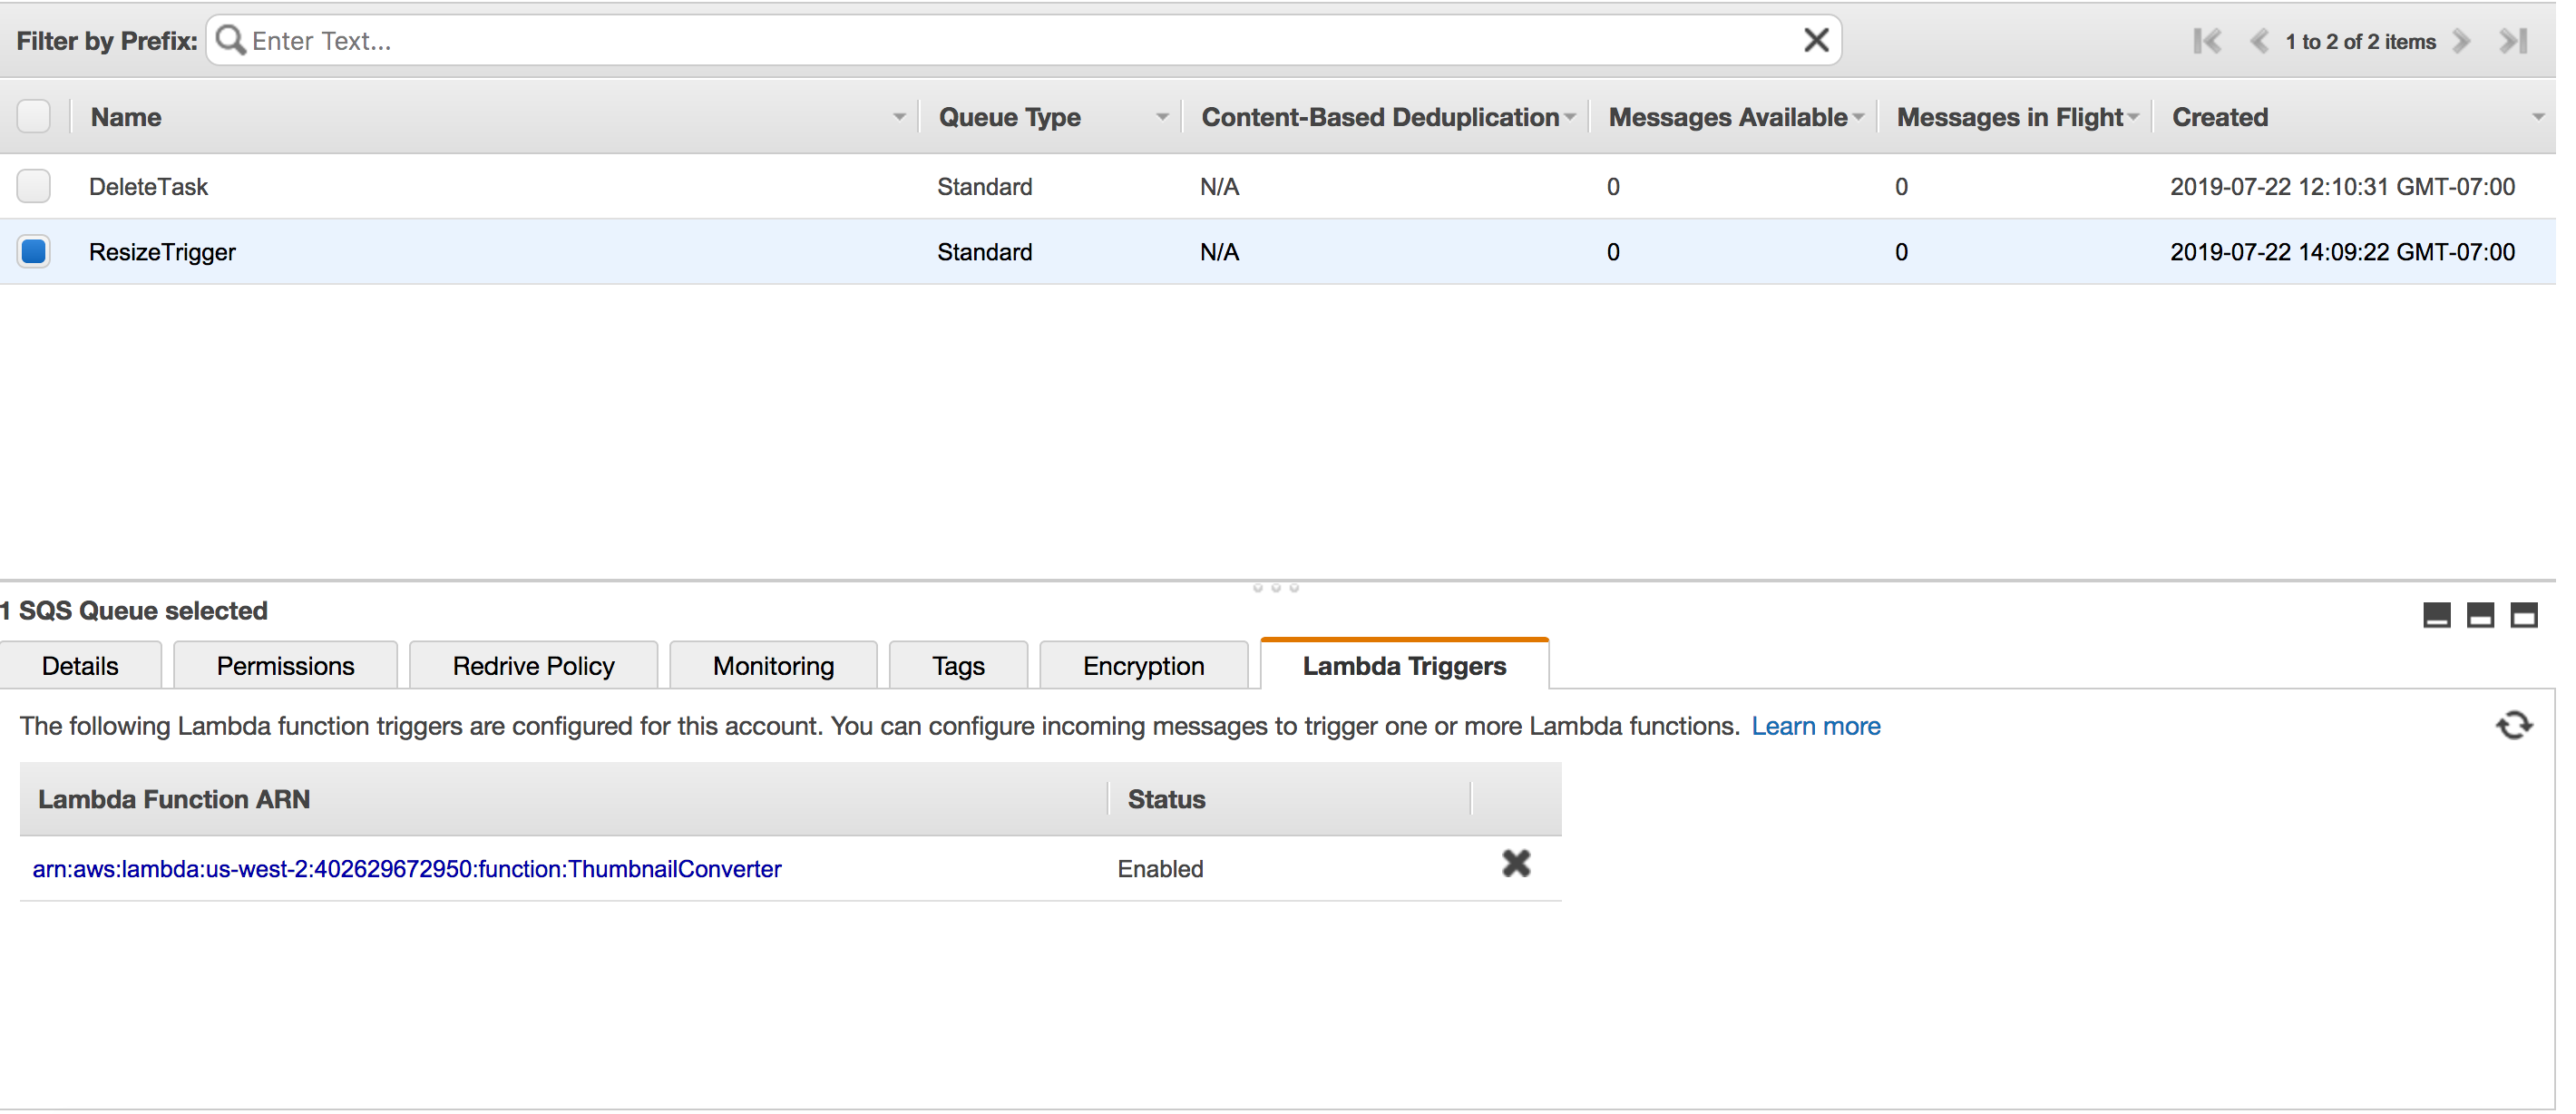 Filter by Prefix: Enter Text... 1 to 2 of 2 items
Name Queue Type Content-Based Deduplication Messages Available Messages in Flight Created
DeleteTask Standard N/A 0 0 2019-07-22 12:10:31 GMT-07:00
ResizeTrigger Standard N/A 0 0 2019-07-22 14:09:22 GMT-07:00
1 SQS Queue selected
Details Permissions Redrive Policy Monitoring Tags Encryption Lambda Triggers
The following Lambda function triggers are configured for this account. You can configure incoming messages to trigger one or more Lambda functions. Learn more
Lambda Function ARN Status
arn:aws:lambda:us-west-2:402629672950:function:ThumbnailConverter Enabled